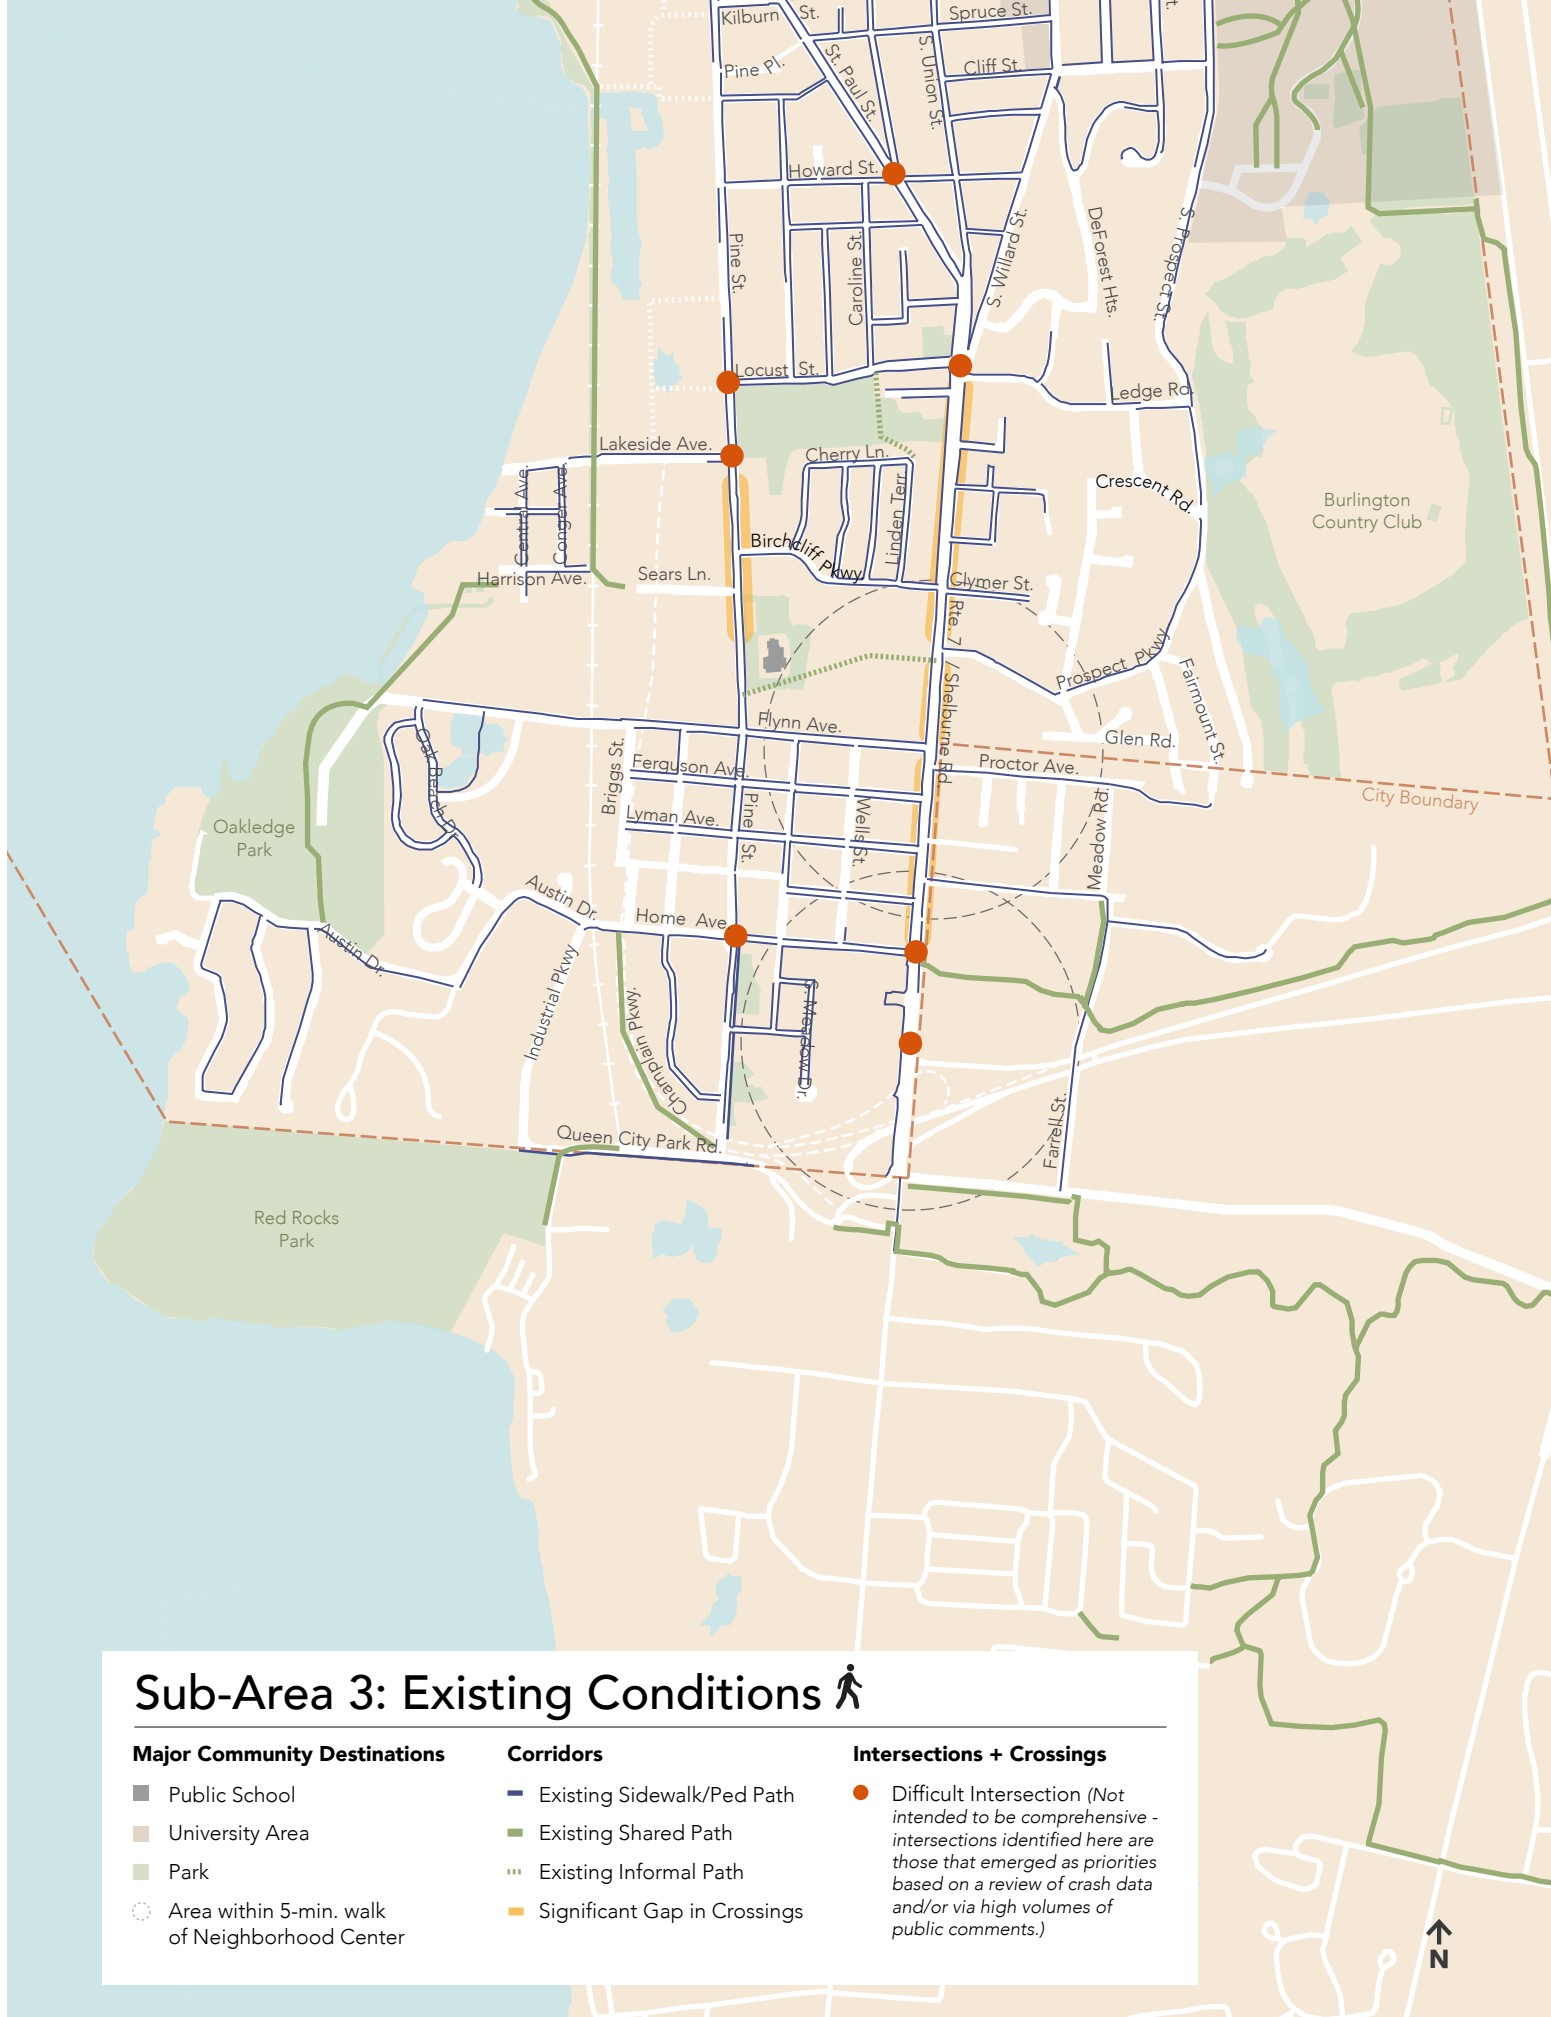 Kilburn St.
Spruce St.
t.
Pine Pl.
St. Paul St.
S. Union St.
Cliff St.
Howard St.
Pine St.
Caroline St.
S. Willard St.
DeForest Hts.
S. Prospect St.
Locust St.
Ledge Rd.
Lakeside Ave.
Cherry Ln.
Central Ave.
Conger Ave.
Linden Terr.
Crescent Rd.
Burlington
Country Club
Birchcliff Pkwy.
Harrison Ave.
Sears Ln.
Clymer St.
Rte. 7 / Shelburne Rd.
Prospect Pkwy
Fairmount St.
Flynn Ave.
Glen Rd.
Oak Beach Dr.
Briggs St.
Ferguson Ave.
Proctor Ave.
City Boundary
Oakledge
Park
Lyman Ave.
Pine St.
Wells St.
Meadow Rd.
Austin Dr.
Home Ave.
Austin Dr.
Industrial Pkwy
Champlain Pkwy.
S. Meadow Dr.
Farrell St.
Queen City Park Rd.
Red Rocks
Park
Sub-Area 3: Existing Conditions
Major Community Destinations
Public School
University Area
Park
Area within 5-min. walk
of Neighborhood Center
Corridors
Existing Sidewalk/Ped Path
Existing Shared Path
Existing Informal Path
Significant Gap in Crossings
Intersections + Crossings
Difficult Intersection (Not
intended to be comprehensive -
intersections identified here are
those that emerged as priorities
based on a review of crash data
and/or via high volumes of
public comments.)
N